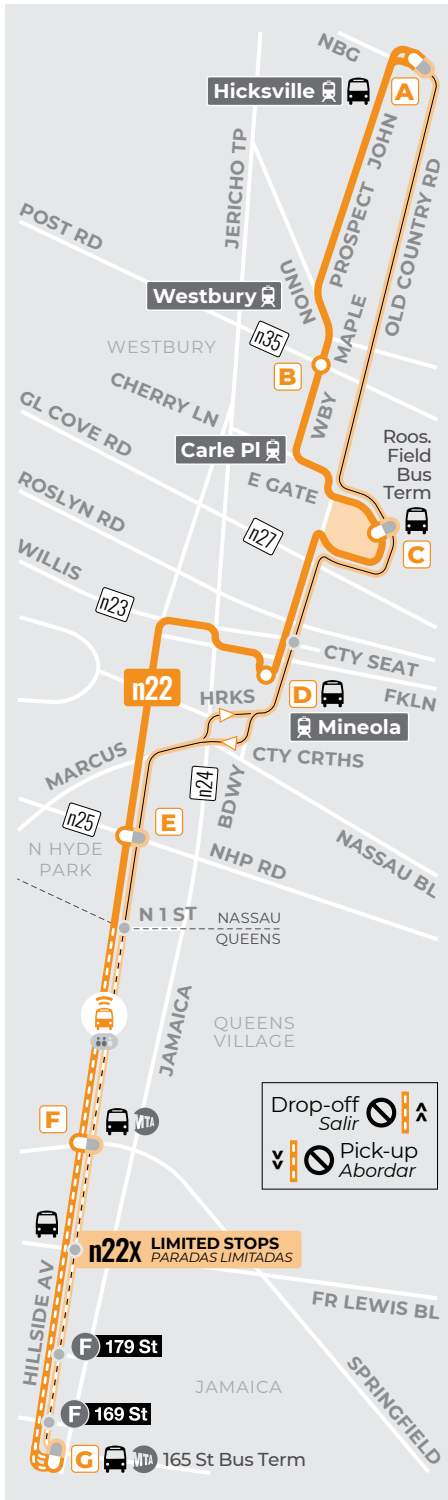 NBG
Hicksville
A
JERICHO TP
JOHN
PROSPECT
OLD COUNTRY RD
POST RD
UNION
Westbury
MAPLE
n35
WESTBURY
B
WBY
CHERRY LN
GL COVE RD
Carle Pl
Roos.
Field
Bus
Term
E GATE
ROSLYN RD
n27
C
WILLIS
n23
CTY SEAT
n22
HRKS
D
FKLN
Mineola
MARCUS
CTY CRTHS
n24
BDWY
n25
E
NASSAU BL
N HYDE
PARK
NHP RD
N 1 ST
NASSAU
QUEENS
JAMAICA
QUEENS
VILLAGE
Drop-off
Salir
Pick-up
Abordar
F
MTA
n22X LIMITED STOPS
PARADAS LIMITADAS
HILLSIDE AV
FR LEWIS BL
F 179 St
SPRINGFIELD
JAMAICA
F 169 St
G MTA 165 St Bus Term